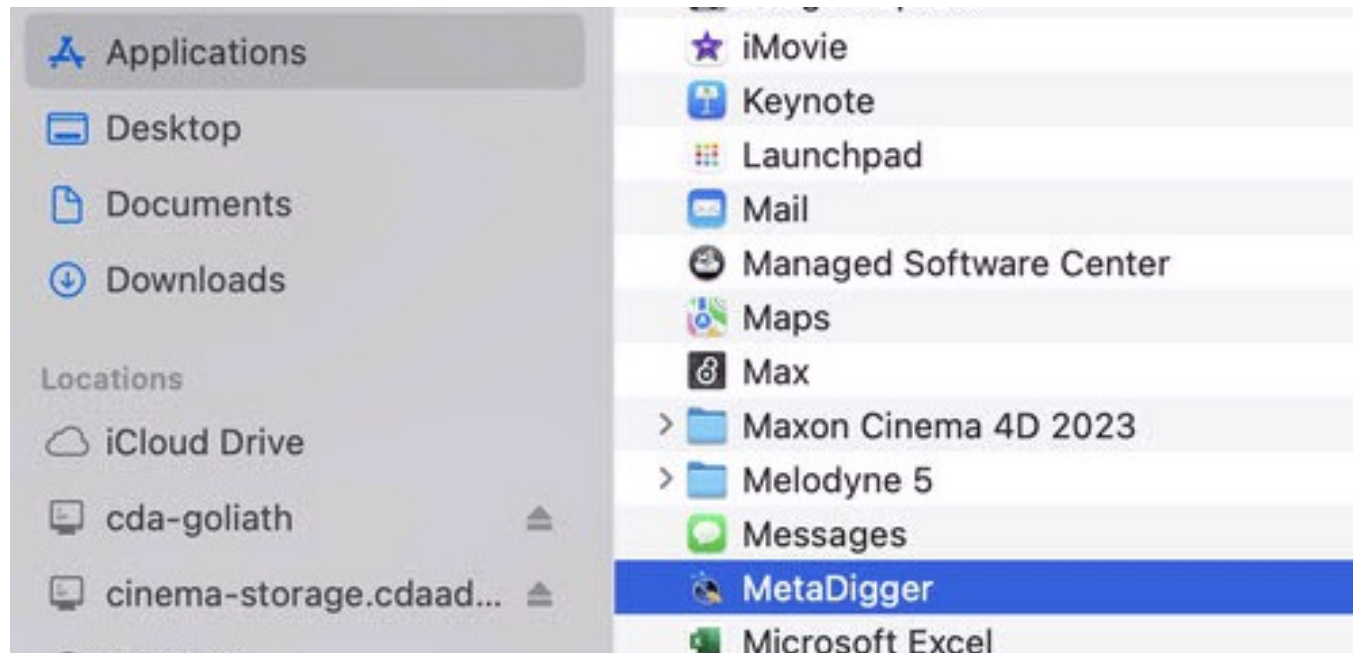 Applications
Desktop
Documents
Downloads
Locations
iCloud Drive
cda-goliath
cinema-storage.cdaad...
iMovie
Keynote
Launchpad
Mail
Managed Software Center
Maps
Max
Maxon Cinema 4D 2023
Melodyne 5
Messages
MetaDigger
Microsoft Excel